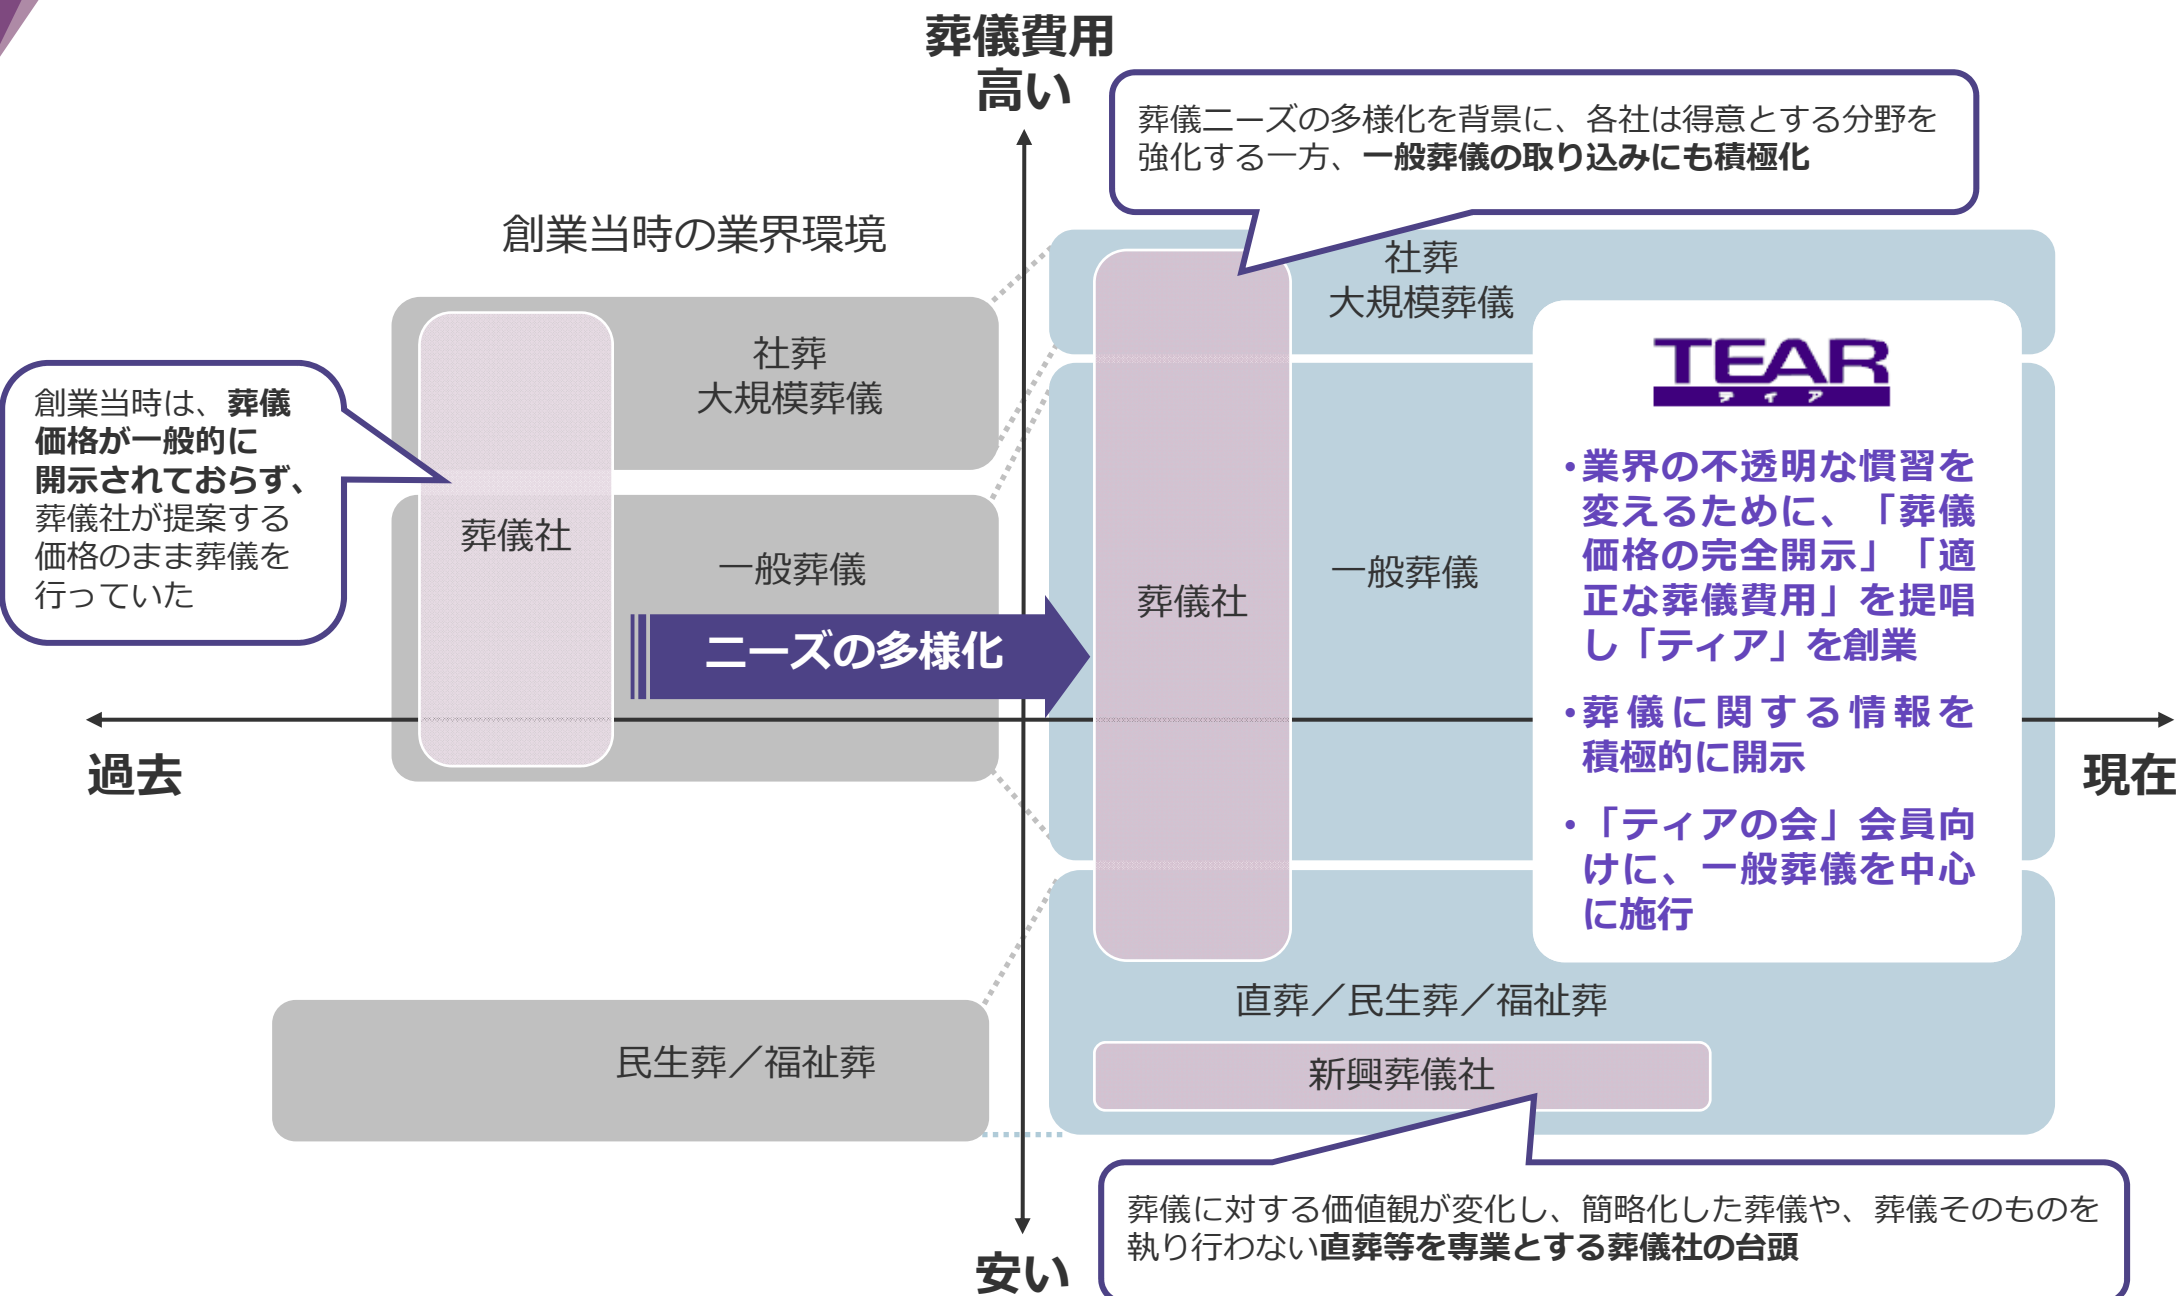 葬儀費用
高い
葬儀ニーズの多様化を背景に、各社は得意とする分野を
強化する一方、一般葬儀の取り込みにも積極化
創業当時の業界環境
社葬
大規模葬儀
葬儀社
一般葬儀
創業当時は、葬儀
価格が一般的に
開示されておらず、
葬儀社が提案する
価格のまま葬儀を
行っていた
ニーズの多様化
社葬
大規模葬儀
葬儀社
一般葬儀
TEAR
ティア
・業界の不透明な慣習を
変えるために、「葬儀
価格の完全開示」「適
正な葬儀費用」を提唱
し「ティア」を創業
・葬儀に関する情報を
積極的に開示
・「ティアの会」会員向
けに、一般葬儀を中心
に施行
過去
現在
民生葬／福祉葬
直葬／民生葬／福祉葬
新興葬儀社
葬儀に対する価値観が変化し、簡略化した葬儀や、葬儀そのものを
執り行わない直葬等を専業とする葬儀社の台頭
安い